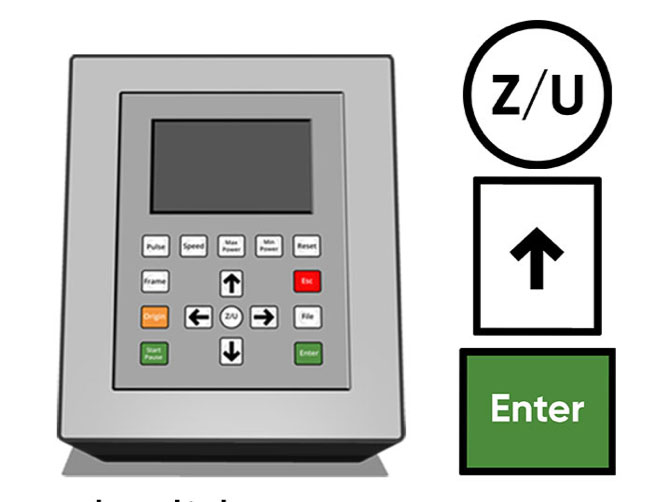 Pulse Speed Max Power Min Power Reset
Frame Esc
Origin Z/U File
Start Pause Enter
Z/U
Enter